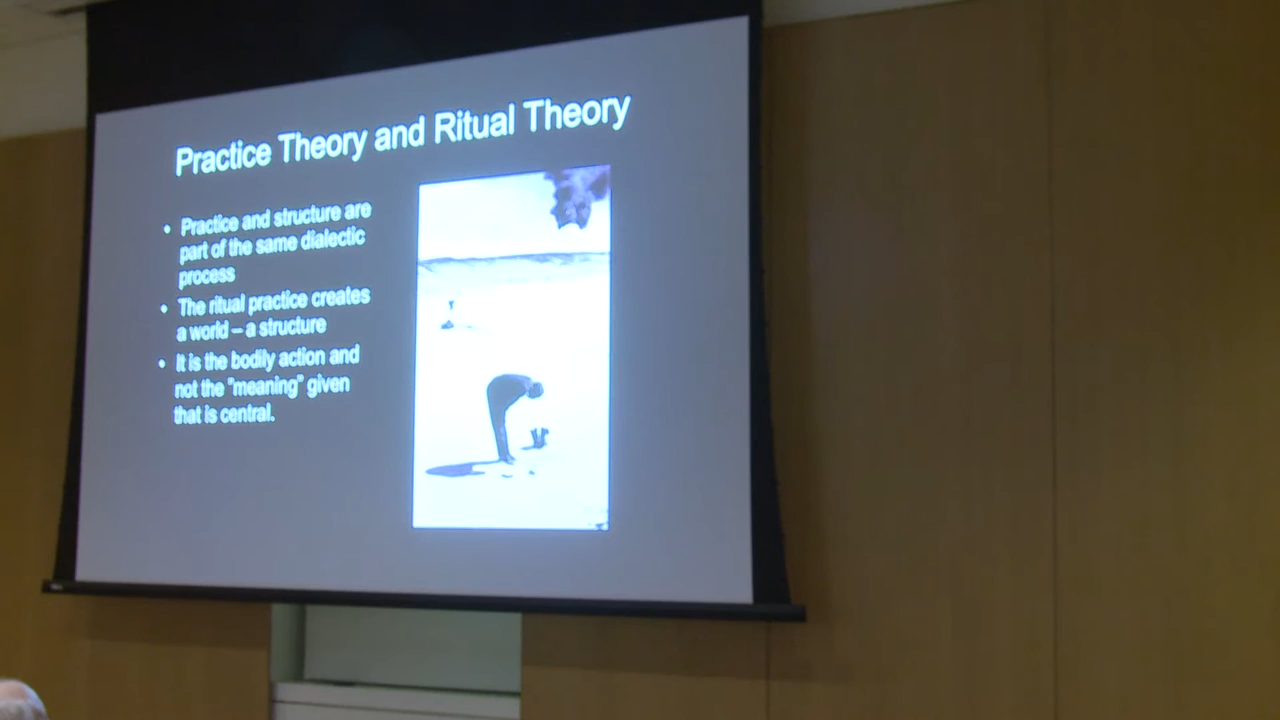 Practice Theory and Ritual Theory
• Practice and structure are
part of the same dialectic
process
• The ritual practice creates
a world – a structure
• It is the bodily action and
not the "meaning" given
that is central.